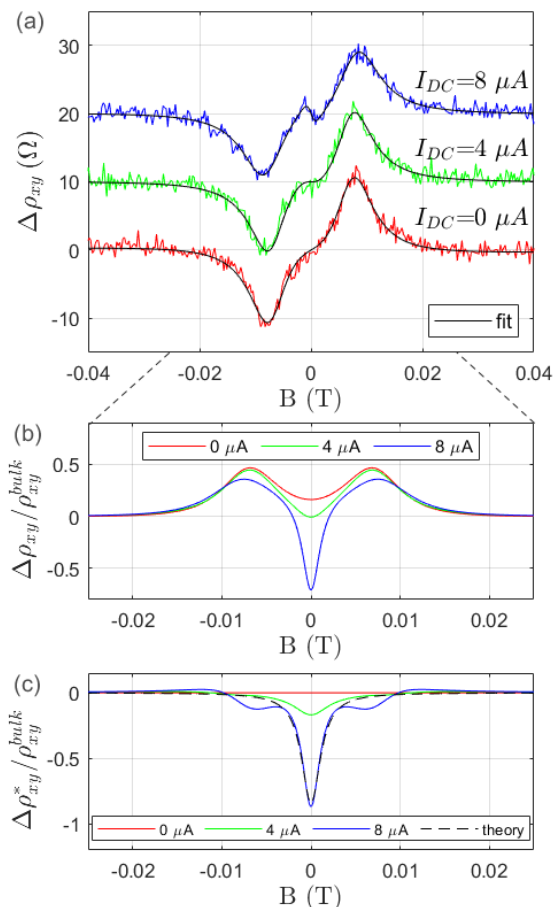 (a)
30
20
10
0
-10
Δρxy (Ω)
I_DC=8 μA
I_DC=4 μA
I_DC=0 μA
fit
-0.04 -0.02 0 0.02 0.04
B (T)
(b)
0 μA 4 μA 8 μA
0.5
0
-0.5
Δρxy/ρxy^bulk
-0.02 -0.01 0 0.01 0.02
B (T)
(c)
0
-0.5
-1
Δρ*xy/ρxy^bulk
0 μA 4 μA 8 μA theory
-0.02 -0.01 0 0.01 0.02
B (T)